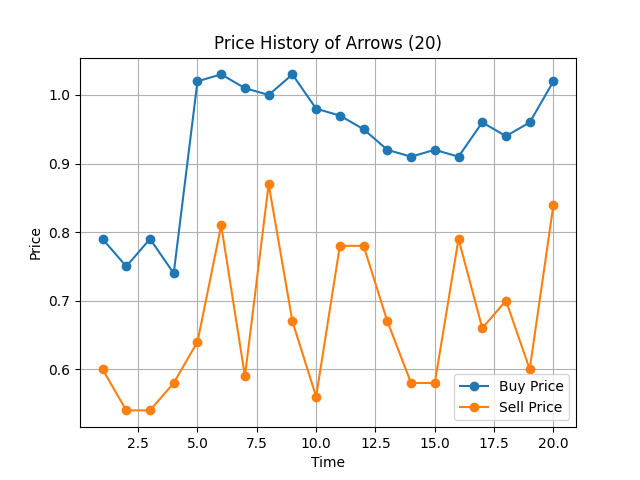 Price History of Arrows (20)
1.0
0.9
0.8
0.7
0.6
Price
Buy Price
Sell Price
2.5 5.0 7.5 10.0 12.5 15.0 17.5 20.0
Time